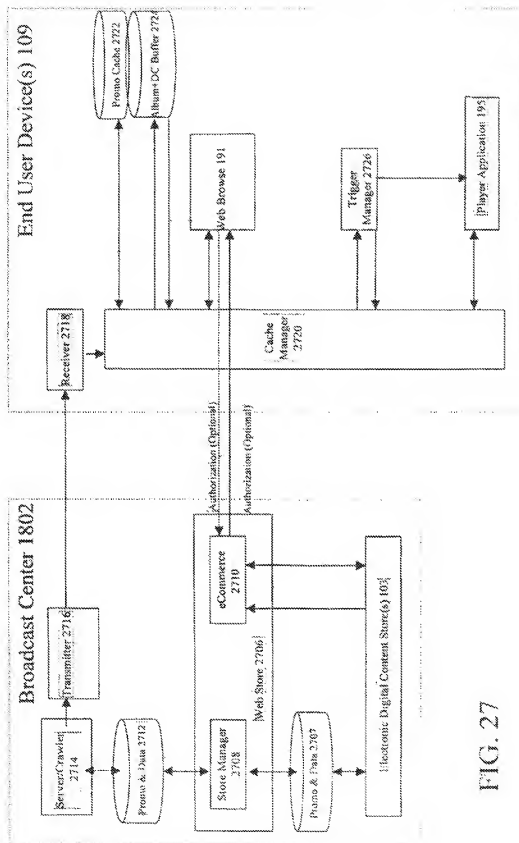 Broadcast Center 1802
End User Device(s) 109
Server/Crawler
2714
Transmitter 2716
Receiver 2718
Promo Cache 2722
Album+DC Buffer 2724
Promo & Data 2712
Cache
Manager
2720
Web Browse 191
Store Manager
2708
eCommerce
2710
Web Store 2706
Authorization (Optional)
Authorization (Optional)
Trigger
Manager 2726
Promo & Data 2707
Player Application 195
Electronic Digital Content Store(s) 103
FIG. 27